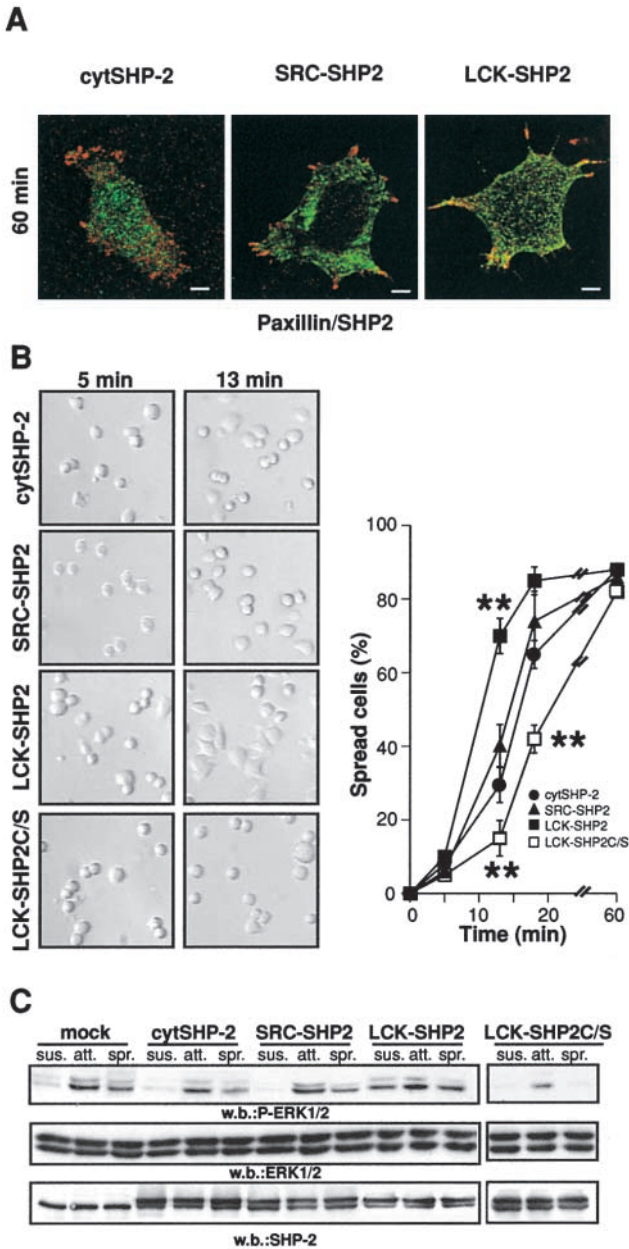 A
cytSHP-2 SRC-SHP2 LCK-SHP2
60 min
Paxillin/SHP2
B
5 min 13 min
cytSHP-2
SRC-SHP2
LCK-SHP2
LCK-SHP2C/S
Spread cells (%)
100
80
60
40
20
0
**
**
**
cytSHP-2
SRC-SHP2
LCK-SHP2
LCK-SHP2C/S
0 10 20 60
Time (min)
C
mock cytSHP-2 SRC-SHP2 LCK-SHP2 LCK-SHP2C/S
sus. att. spr. sus. att. spr. sus. att. spr. sus. att. spr. sus. att. spr.
w.b.:P-ERK1/2
w.b.:ERK1/2
w.b.:SHP-2